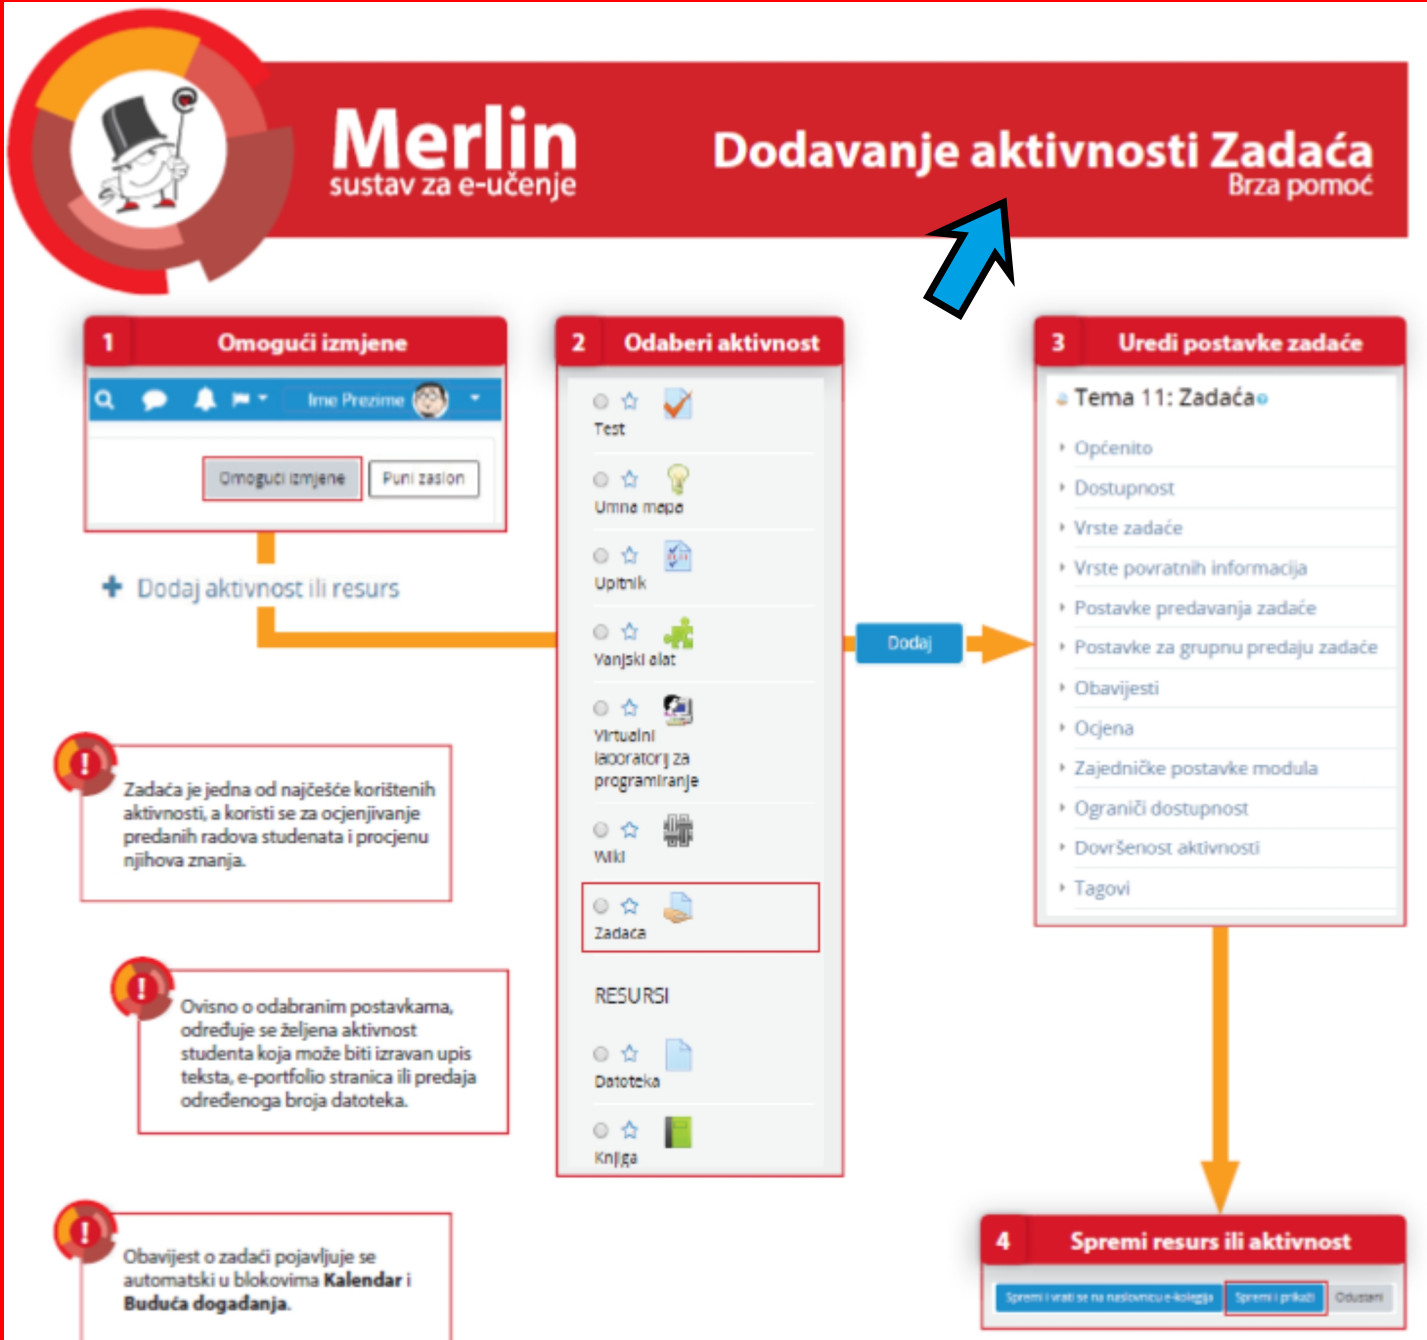 Merlin
sustav za e-učenje
Dodavanje aktivnosti Zadaća
Brza pomoć
1 Omogući izmjene
Ime Prezime
Omogući izmjene
Puni zaslon
Dodaj aktivnost ili resurs
2 Odaberi aktivnost
Test
Umna mapa
Upitnik
Vanjski alat
Virtualni
laboratorij za
programiranje
Wiki
Zadaća
RESURSI
Datoteka
Knjiga
Dodaj
3 Uredi postavke zadaće
Tema 11: Zadaća
Općenito
Dostupnost
Vrste zadaće
Vrste povratnih informacija
Postavke predavanja zadaće
Postavke za grupnu predaju zadaće
Obavijesti
Ocjena
Zajedničke postavke modula
Ograniči dostupnost
Dovršenost aktivnosti
Tagovi
!
Zadaća je jedna od najčešće korištenih
aktivnosti, a koristi se za ocjenjivanje
predanih radova studenata i procjenu
njihova znanja.
!
Ovisno o odabranim postavkama,
određuje se željena aktivnost
studenta koja može biti izravan upis
teksta, e-portfolio stranica ili predaja
određenoga broja datoteka.
!
Obavijest o zadaći pojavljuje se
automatski u blokovima Kalendar i
Buduća događanja.
4 Spremi resurs ili aktivnost
Spremi i vrati se na naslovnicu e-kolegija
Spremi i prikaži
Odustani